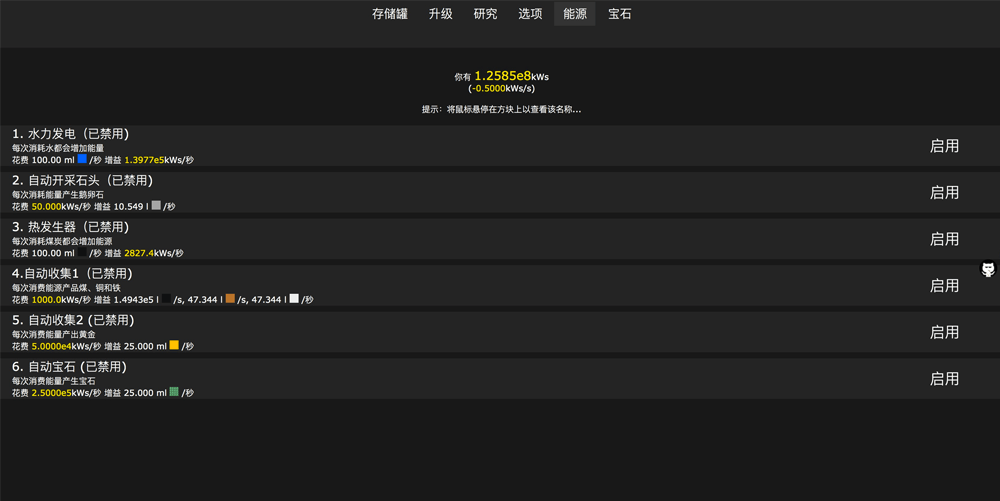 存储罐 升级 研究 选项 能源 宝石
你有 1.2585e8kWs
(-0.5000kWs/s)
提示：将鼠标悬停在方块上以查看该名称...
1. 水力发电（已禁用)
每次消耗水都会增加能量
花费 100.00 ml /秒 增益 1.3977e5kWs/秒
启用
2. 自动开采石头（已禁用)
每次消耗能量产生鹅卵石
花费 50.000kWs/秒 增益 10.549 l /秒
启用
3. 热发生器（已禁用)
每次消耗煤炭都会增加能源
花费 100.00 ml /秒 增益 2827.4kWs/秒
启用
4.自动收集1（已禁用)
每次消费能源产品煤、铜和铁
花费 1000.0kWs/秒 增益 1.4943e5 l /s, 47.344 l /s, 47.344 l /秒
启用
5. 自动收集2 (已禁用)
每次消费能量产出黄金
花费 5.0000e4kWs/秒 增益 25.000 ml /秒
启用
6. 自动宝石 (已禁用)
每次消费能量产生宝石
花费 2.5000e5kWs/秒 增益 25.000 ml /秒
启用